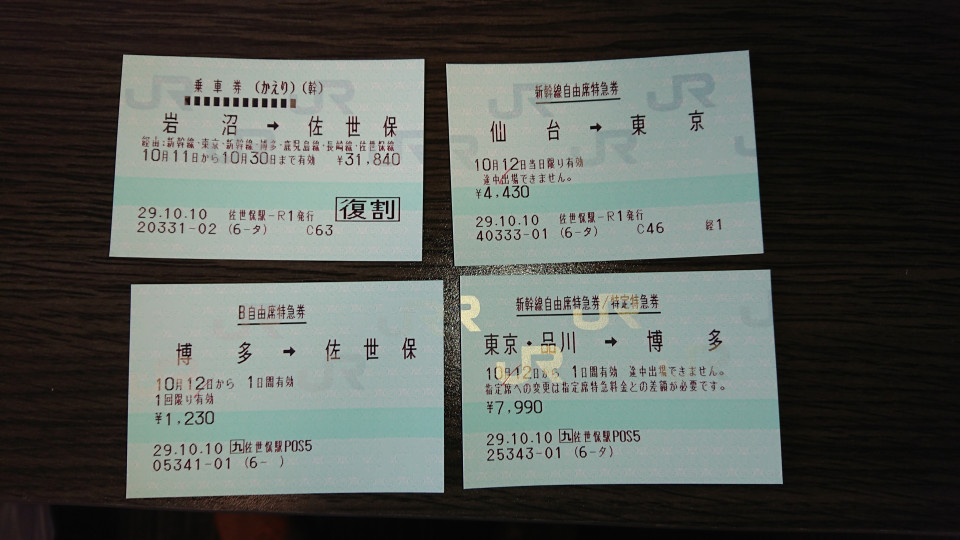 乗車券 (かえり) (幹)
岩沼 → 佐世保
経由:新幹線・東京・新幹線・博多・鹿児島線・長崎線・佐世保線
10月11日から10月30日まで有効 ¥31,840
復割
29.10.10 佐世保駅-R1発行
20331-02 (6-タ) C63
新幹線自由席特急券
仙台 → 東京
10月12日当日限り有効
途中出場できません。
¥4,430
29.10.10 佐世保駅-R1発行
40333-01 (6-タ) C46 経1
B自由席特急券
博多 → 佐世保
10月12日から 1日間有効
1回限り有効
¥1,230
29.10.10 九佐世保駅POS5
05341-01 (6- )
新幹線自由席特急券/特定特急券
東京・品川 → 博多
10月12日から 1日間有効 途中出場できません。
指定席への変更は指定席特急料金との差額が必要です。
¥7,990
29.10.10 九佐世保駅POS5
25343-01 (6-タ)